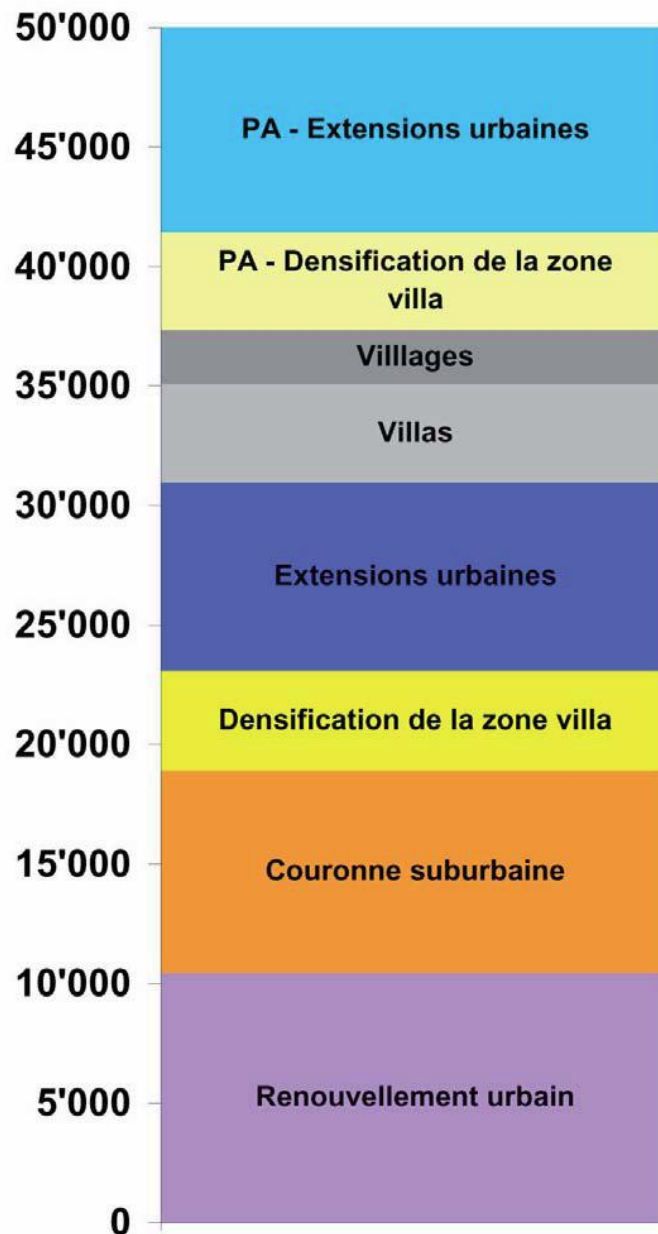 50'000
PA - Extensions urbaines
45'000
40'000
PA - Densification de la zone
villa
Villlages
35'000
Villas
30'000
Extensions urbaines
25'000
Densification de la zone villa
20'000
15'000
Couronne suburbaine
10'000
5'000
Renouvellement urbain
0